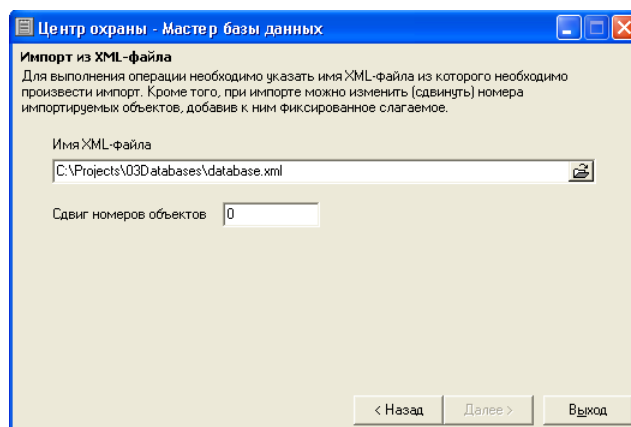 Центр охраны - Мастер базы данных
Импорт из XML-файла
Для выполнения операции необходимо указать имя XML-файла из которого необходимо
произвести импорт. Кроме того, при импорте можно изменить (сдвинуть) номера
импортируемых объектов, добавив к ним фиксированное слагаемое.
Имя XML-файла
C:\Projects\03Databases\database.xml
Сдвиг номеров объектов 0
< Назад Далее > Выход